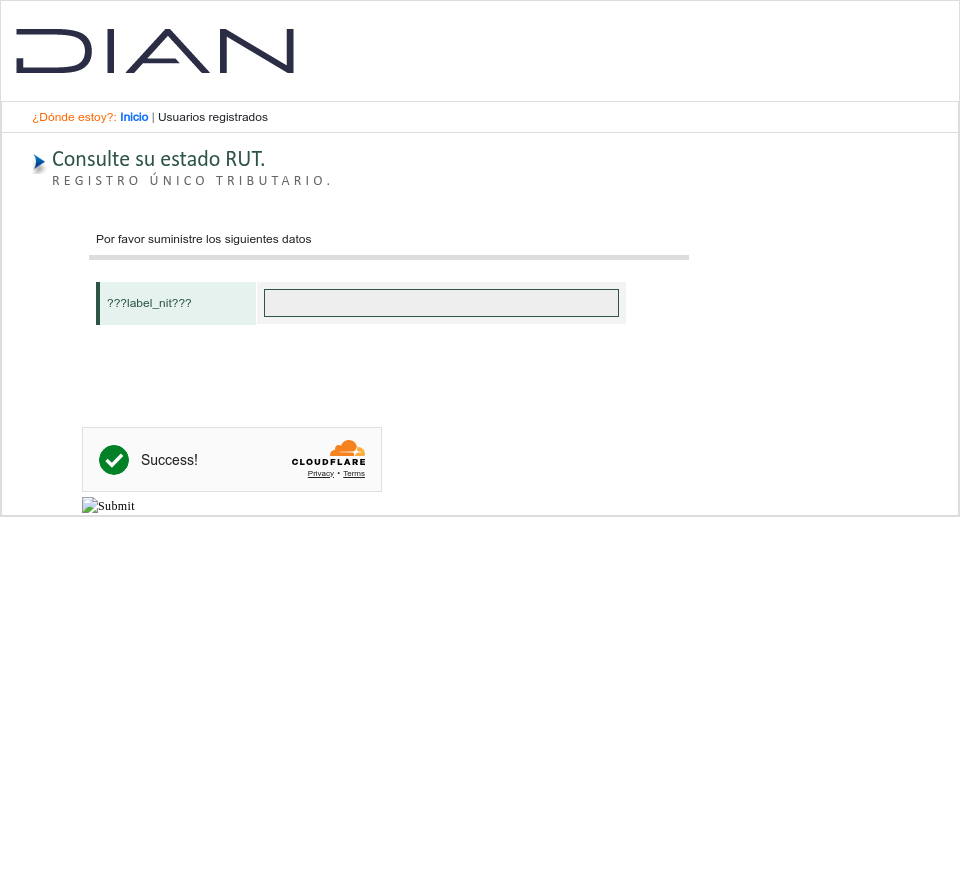 DIAN
¿Dónde estoy?: Inicio | Usuarios registrados
Consulte su estado RUT.
REGISTRO ÚNICO TRIBUTARIO.
Por favor suministre los siguientes datos
???label_nit???
Success!
CLOUDFLARE
Privacy • Terms
Submit